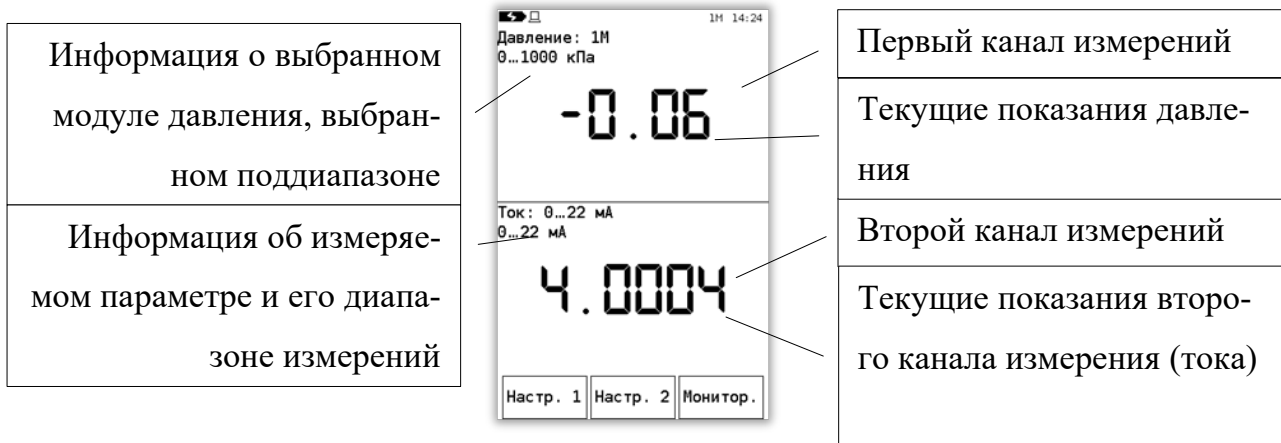 Информация о выбранном
модуле давления, выбран-
ном поддиапазоне
Информация об измеряе-
мом параметре и его диапа-
зоне измерений
1М 14:24
Давление: 1М
0…1000 кПа
-0.06
Ток: 0…22 мА
0…22 мА
4.0004
Настр. 1 Настр. 2 Монитор.
Первый канал измерений
Текущие показания давле-
ния
Второй канал измерений
Текущие показания второ-
го канала измерения (тока)